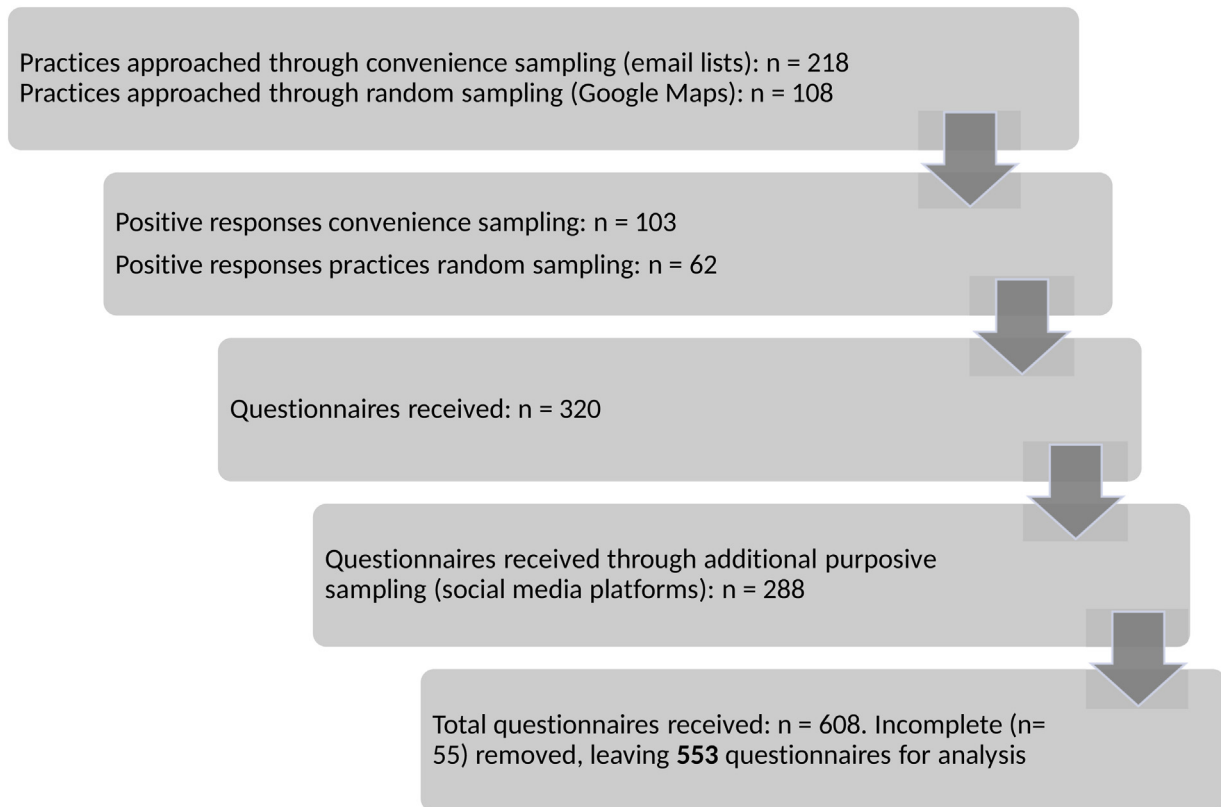 Practices approached through convenience sampling (email lists): n = 218
Practices approached through random sampling (Google Maps): n = 108
Positive responses convenience sampling: n = 103
Positive responses practices random sampling: n = 62
Questionnaires received: n = 320
Questionnaires received through additional purposive
sampling (social media platforms): n = 288
Total questionnaires received: n = 608. Incomplete (n=
55) removed, leaving 553 questionnaires for analysis